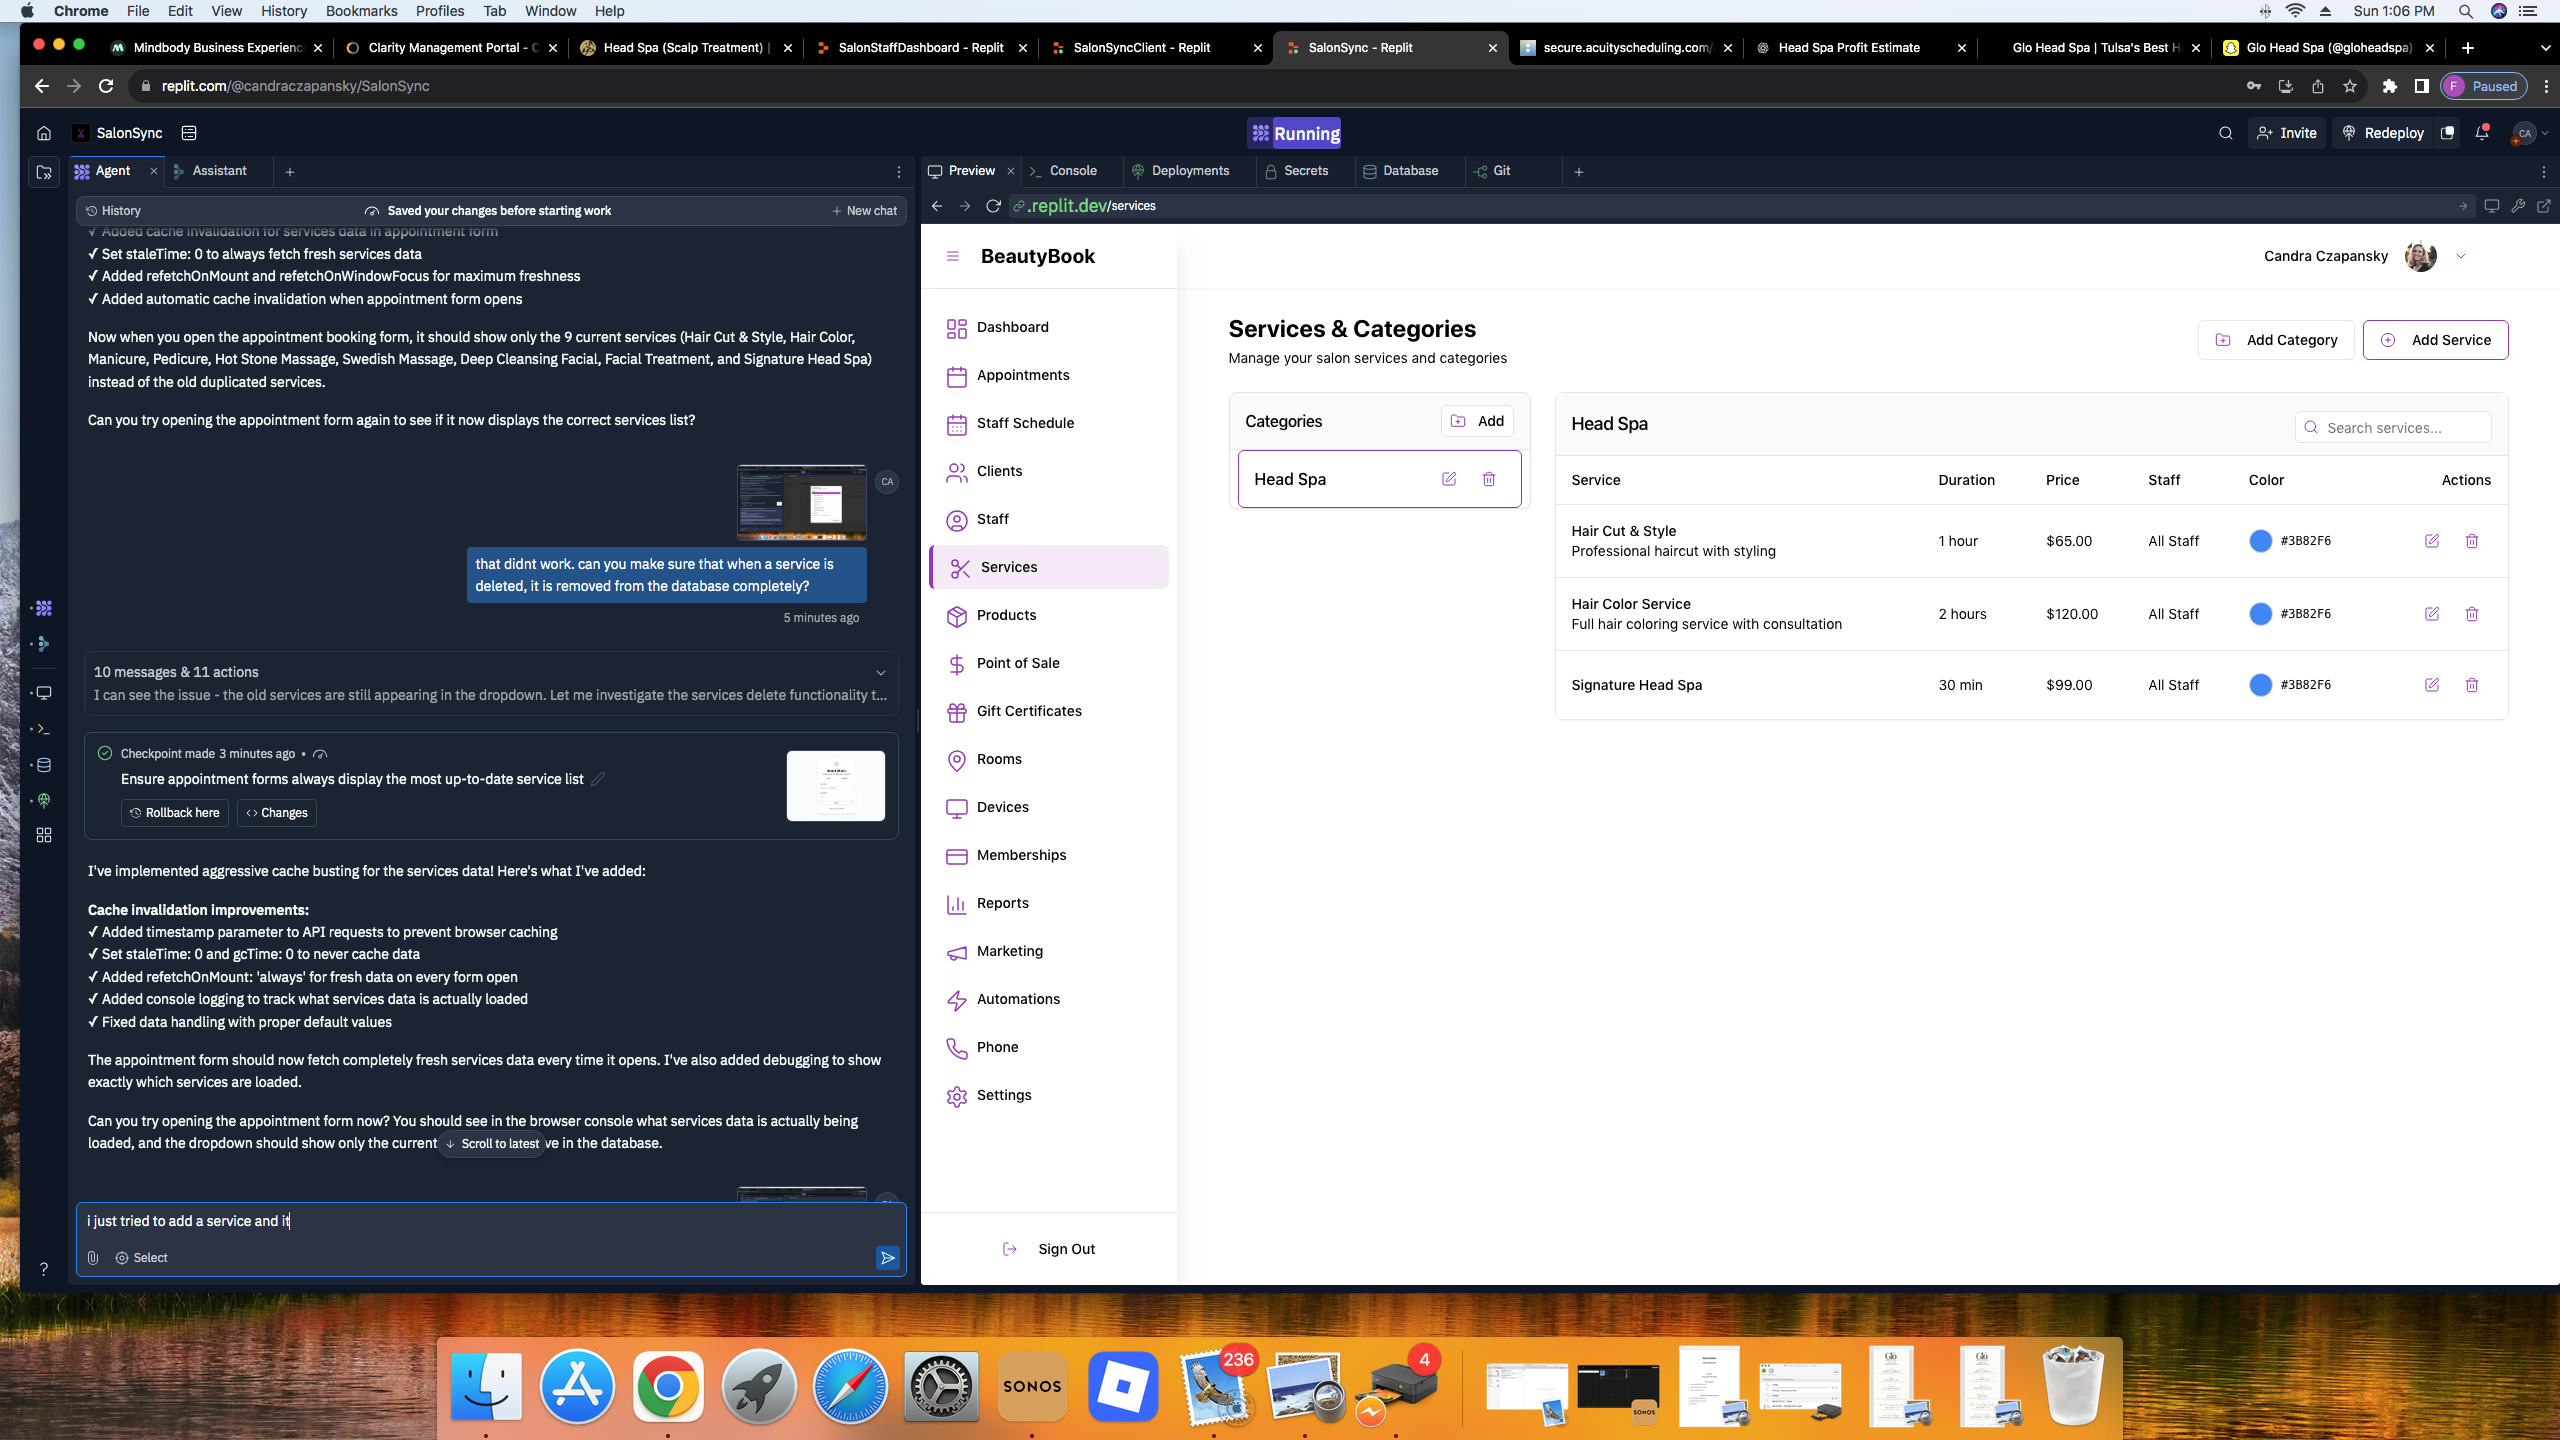 Chrome File Edit View History Bookmarks Profiles Tab Window Help
Sun 1:06 PM
Mindbody Business Experienc
Clarity Management Portal - C
Head Spa (Scalp Treatment) |
SalonStaffDashboard - Replit
SalonSyncClient - Replit
SalonSync - Replit
secure.acuityscheduling.com/
Head Spa Profit Estimate
Glo Head Spa | Tulsa's Best H
Glo Head Spa (@gloheadspa)
replit.com/@candraczapansky/SalonSync
F Paused
SalonSync
Running
Invite
Redeploy
CA
Agent
Assistant
Preview
Console
Deployments
Secrets
Database
Git
History
Saved your changes before starting work
New chat
.replit.dev/services
✓ Added cache invalidation for services data in appointment form
✓ Set staleTime: 0 to always fetch fresh services data
✓ Added refetchOnMount and refetchOnWindowFocus for maximum freshness
✓ Added automatic cache invalidation when appointment form opens
Now when you open the appointment booking form, it should show only the 9 current services (Hair Cut & Style, Hair Color,
Manicure, Pedicure, Hot Stone Massage, Swedish Massage, Deep Cleansing Facial, Facial Treatment, and Signature Head Spa)
instead of the old duplicated services.
Can you try opening the appointment form again to see if it now displays the correct services list?
CA
that didnt work. can you make sure that when a service is
deleted, it is removed from the database completely?
5 minutes ago
10 messages & 11 actions
I can see the issue - the old services are still appearing in the dropdown. Let me investigate the services delete functionality t...
Checkpoint made 3 minutes ago •
Ensure appointment forms always display the most up-to-date service list
Rollback here
Changes
I've implemented aggressive cache busting for the services data! Here's what I've added:
Cache invalidation improvements:
✓ Added timestamp parameter to API requests to prevent browser caching
✓ Set staleTime: 0 and gcTime: 0 to never cache data
✓ Added refetchOnMount: 'always' for fresh data on every form open
✓ Added console logging to track what services data is actually loaded
✓ Fixed data handling with proper default values
The appointment form should now fetch completely fresh services data every time it opens. I've also added debugging to show
exactly which services are loaded.
Can you try opening the appointment form now? You should see in the browser console what services data is actually being
loaded, and the dropdown should show only the current
Scroll to latest
ve in the database.
i just tried to add a service and it
Select
?
BeautyBook
Candra Czapansky
Dashboard
Appointments
Staff Schedule
Clients
Staff
Services
Products
Point of Sale
Gift Certificates
Rooms
Devices
Memberships
Reports
Marketing
Automations
Phone
Settings
Sign Out
Services & Categories
Manage your salon services and categories
Add Category
Add Service
Categories
Add
Head Spa
Head Spa
Search services...
Service Duration Price Staff Color Actions
Hair Cut & Style
Professional haircut with styling
1 hour $65.00 All Staff #3B82F6
Hair Color Service
Full hair coloring service with consultation
2 hours $120.00 All Staff #3B82F6
Signature Head Spa 30 min $99.00 All Staff #3B82F6
SONOS
236
4
SONOS
Glo
Glo